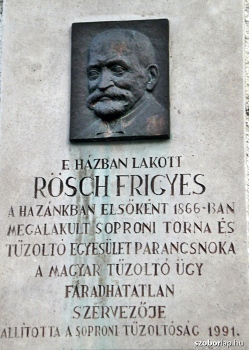 E HÁZBAN LAKOTT
RÖSCH FRIGYES
A HAZÁNKBAN ELSŐKÉNT 1866-BAN
MEGALAKULT SOPRONI TORNA ÉS
TŰZOLTÓ EGYESÜLET PARANCSNOKA
A MAGYAR TŰZOLTÓ ÜGY
FÁRADHATATLAN
SZERVEZŐJE
ÁLLÍTOTTA A SOPRONI TŰZOLTÓSÁG 1991.
szoborlap.hu